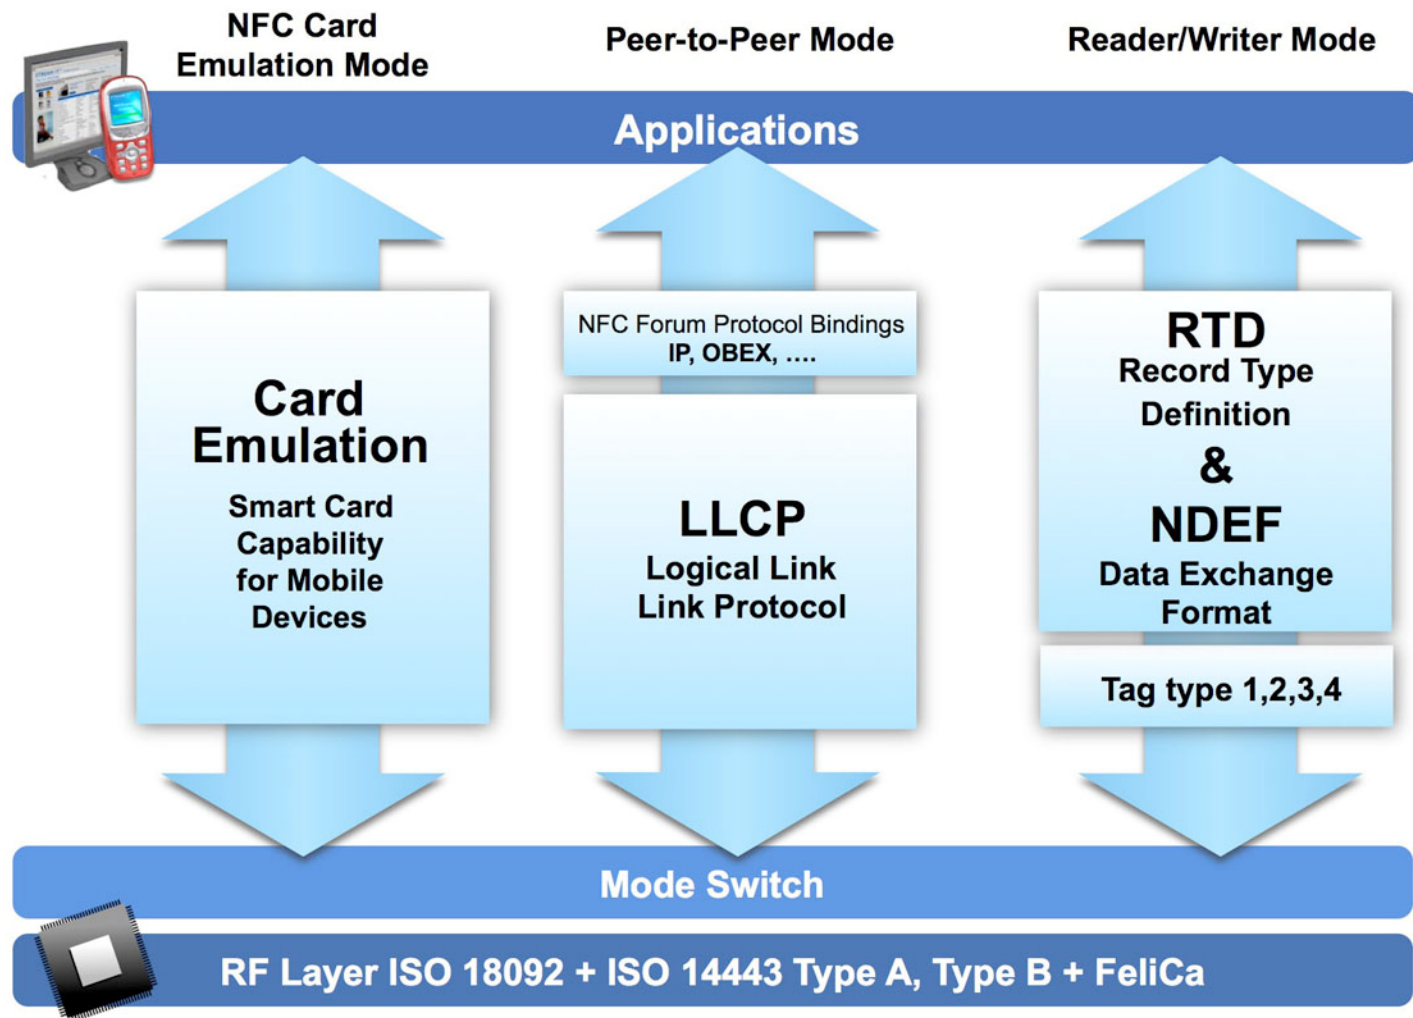 NFC Card
Emulation Mode
Peer-to-Peer Mode
Reader/Writer Mode
Applications
Card
Emulation
Smart Card
Capability
for Mobile
Devices
NFC Forum Protocol Bindings
IP, OBEX, ....
LLCP
Logical Link
Link Protocol
RTD
Record Type
Definition
&
NDEF
Data Exchange
Format
Tag type 1,2,3,4
Mode Switch
RF Layer ISO 18092 + ISO 14443 Type A, Type B + FeliCa